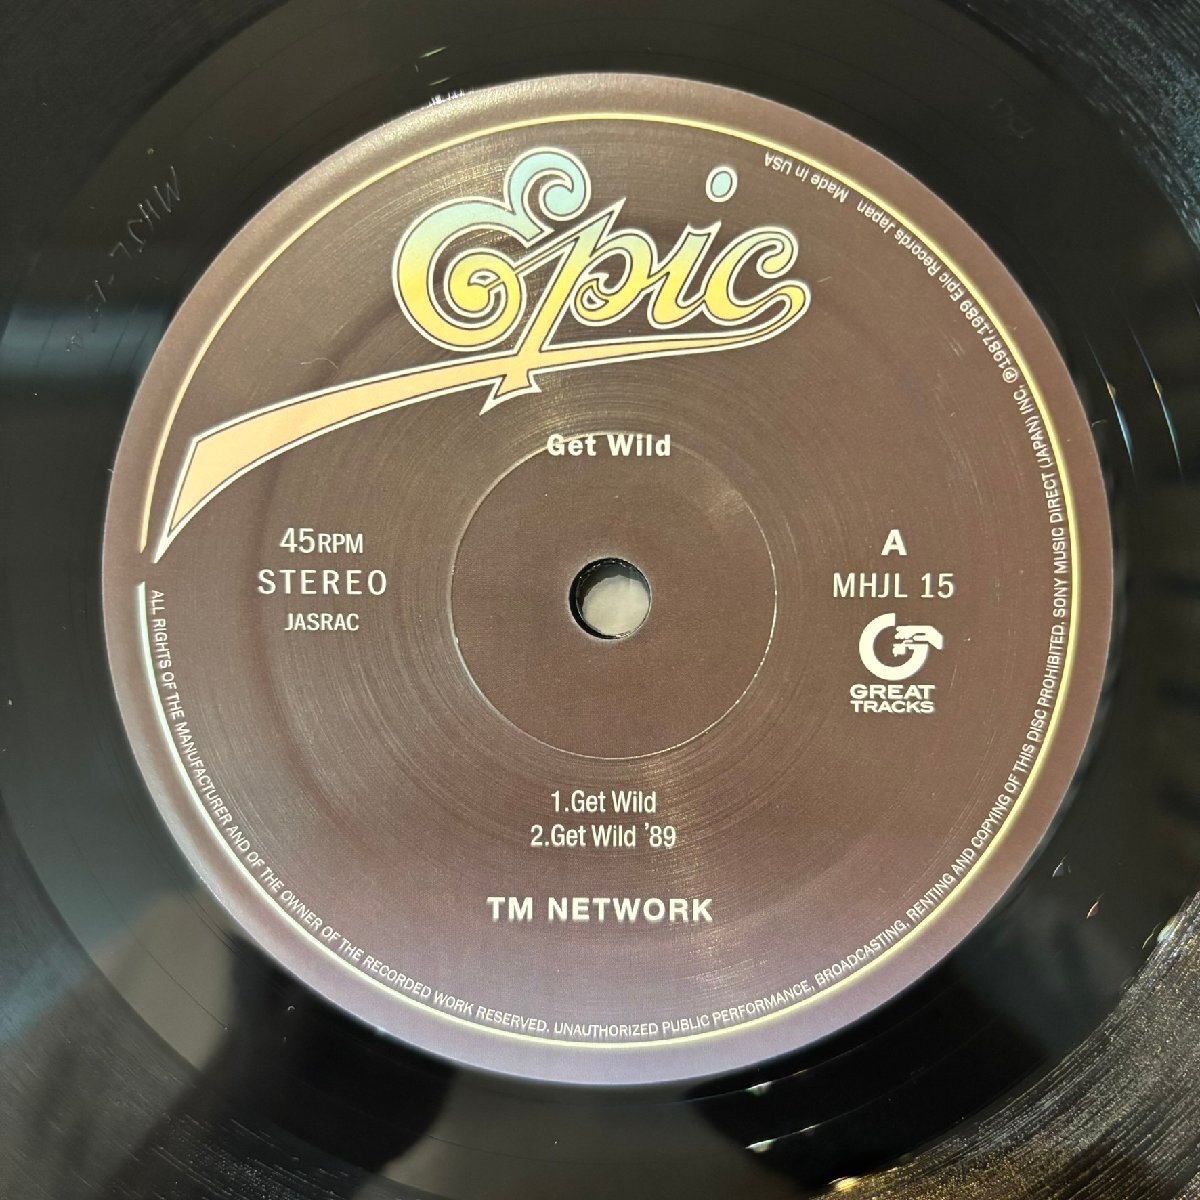 Epic
Get Wild
45RPM
STEREO
JASRAC
A
MHJL 15
GREAT
TRACKS
1.Get Wild
2.Get Wild '89
TM NETWORK
ALL RIGHTS OF THE MANUFACTURER AND OF THE OWNER OF THE RECORDED WORK RESERVED. UNAUTHORIZED PUBLIC PERFORMANCE, BROADCASTING, RENTING AND COPYING OF THIS DISC PROHIBITED. SONY MUSIC DIRECT (JAPAN) INC. ℗1987,1989 Epic Records Japan Made in USA